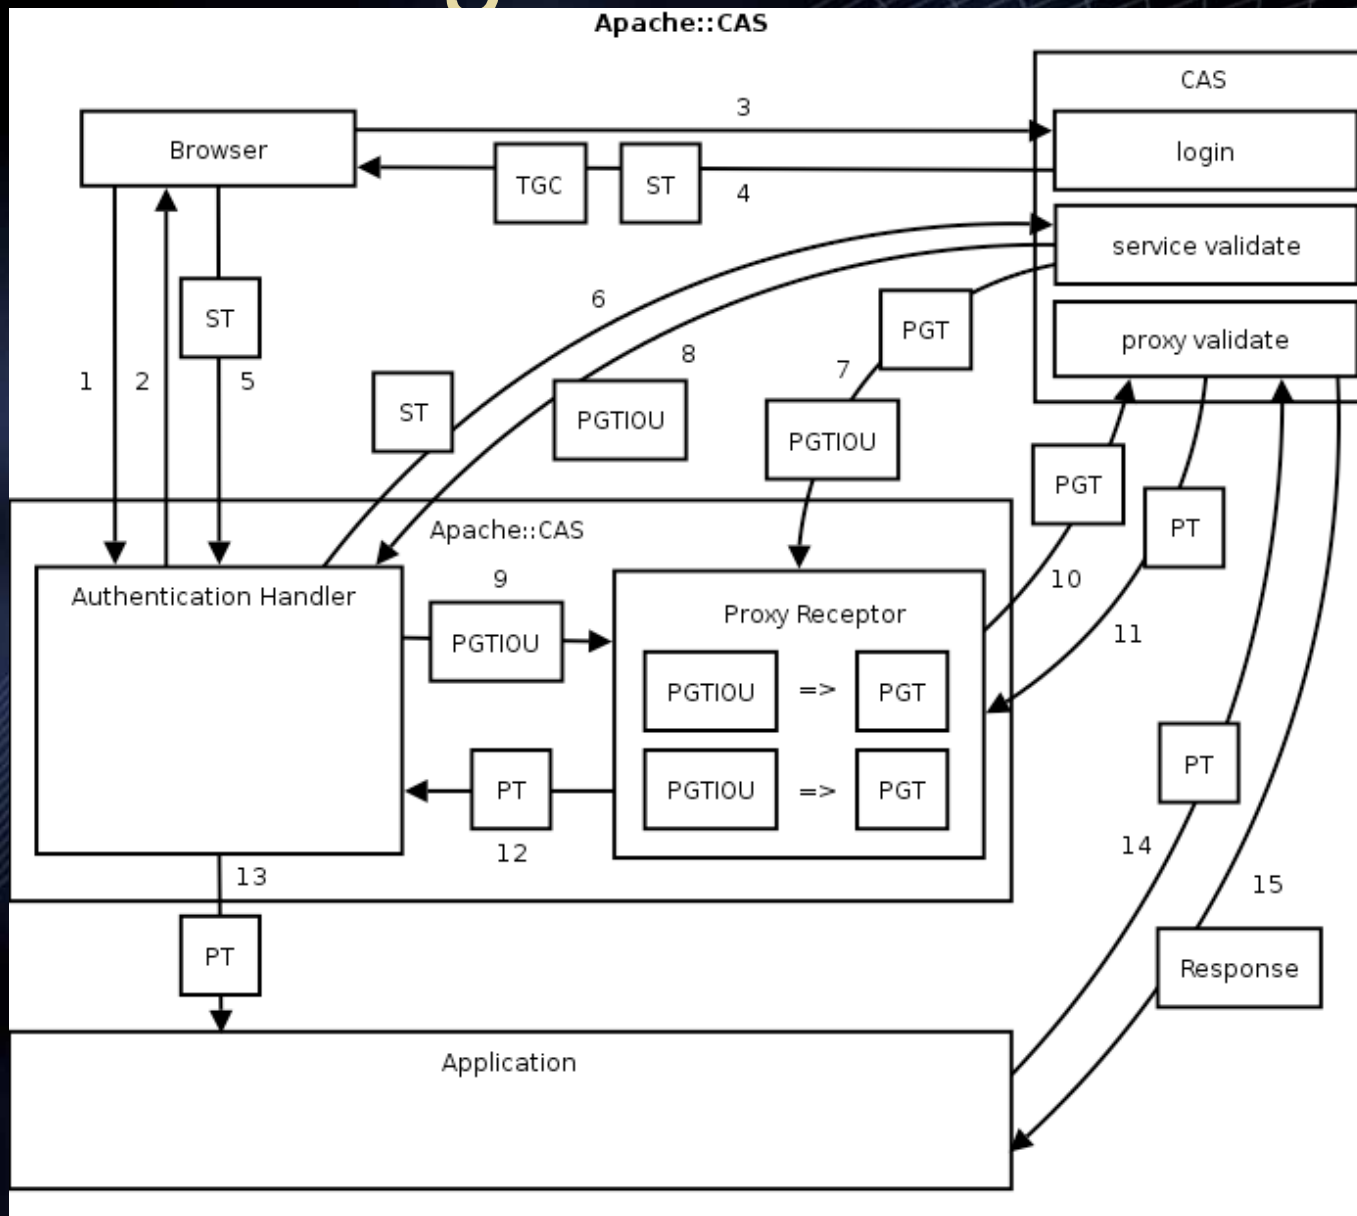 Apache::CAS
CAS
3
Browser
login
TGC
ST
4
service validate
ST
6
PGT
proxy validate
8
7
1
2
5
ST
PGTIOU
PGTIOU
PGT
PT
Apache::CAS
9
10
Authentication Handler
Proxy Receptor
11
PGTIOU
PGTIOU => PGT
PT
PT
PGTIOU => PGT
12
14
13
15
PT
Response
Application